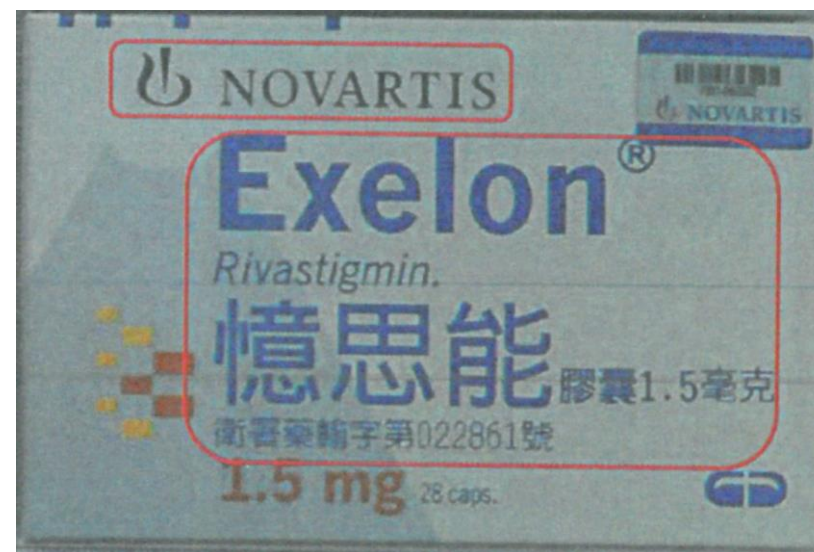 NOVARTIS
NOVARTIS
Exelon®
Rivastigmin.
憶思能膠囊1.5毫克
衛署藥輸字第022861號
1.5 mg 28 caps.